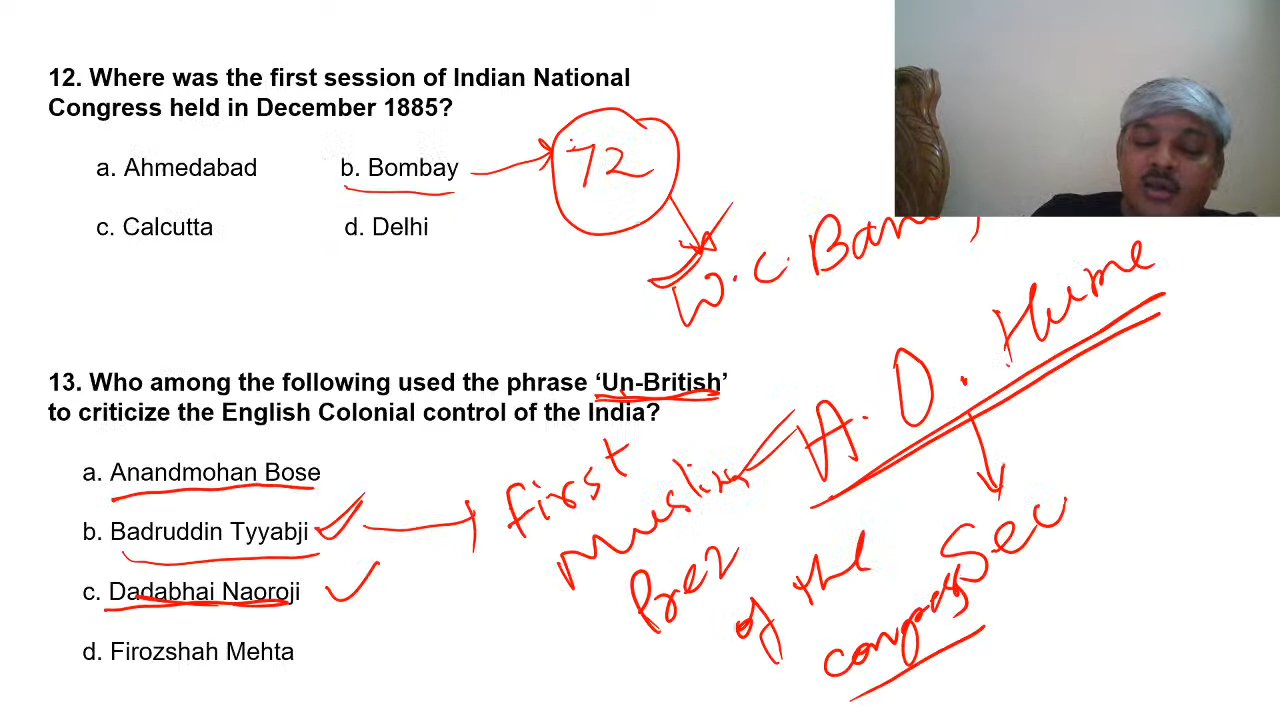 12. Where was the first session of Indian National
Congress held in December 1885?
a. Ahmedabad b. Bombay
c. Calcutta d. Delhi
72
W. C. Ban
A. O. Hume
Sec
13. Who among the following used the phrase ‘Un-British’
to criticize the English Colonial control of the India?
a. Anandmohan Bose
b. Badruddin Tyyabji
c. Dadabhai Naoroji
d. Firozshah Mehta
first
Muslim
Prez
of the
congress